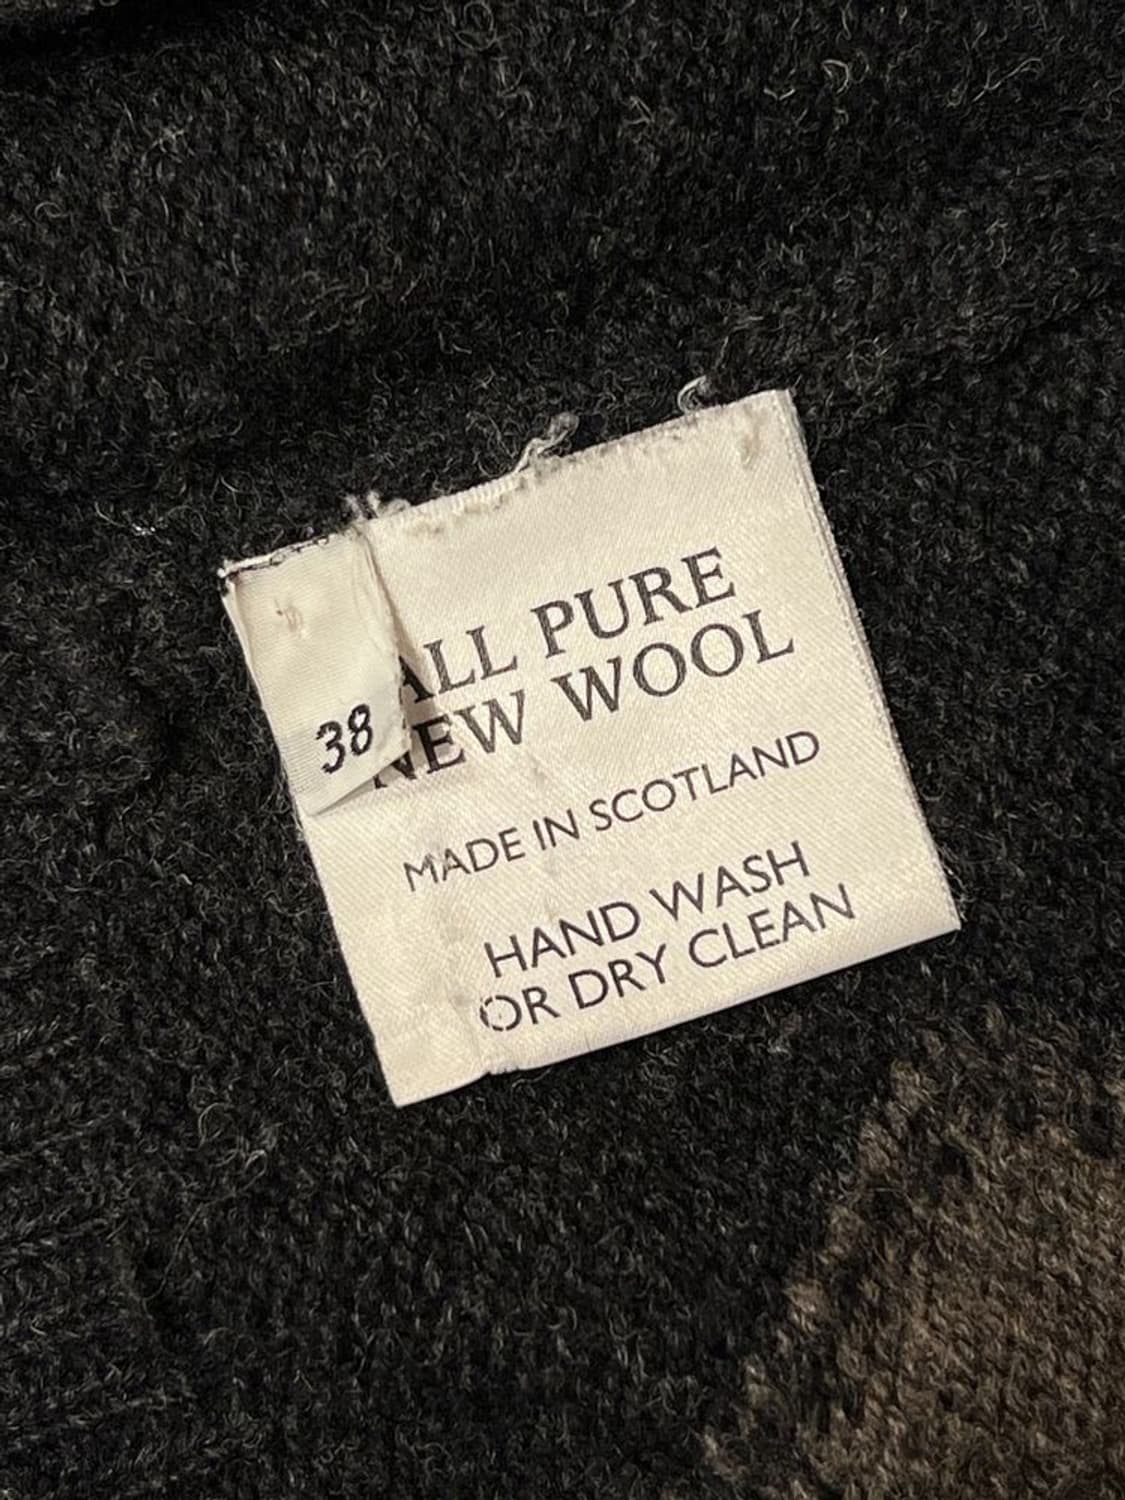 ALL PURE
NEW WOOL
38
MADE IN SCOTLAND
HAND WASH
OR DRY CLEAN